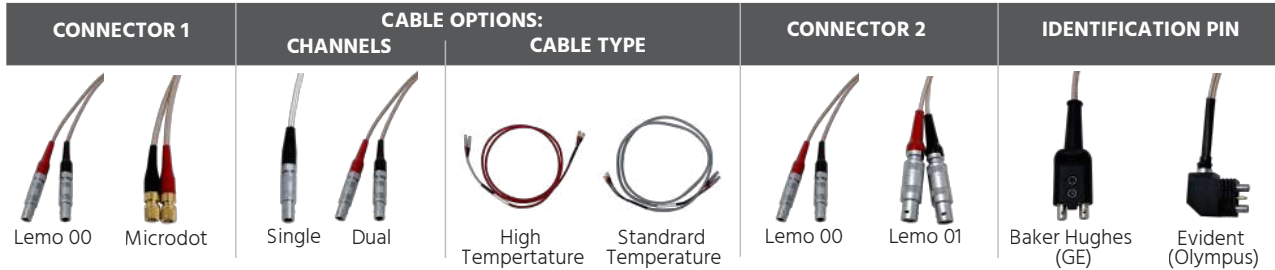 CONNECTOR 1
CABLE OPTIONS:
CHANNELS
CABLE TYPE
CONNECTOR 2
IDENTIFICATION PIN
Lemo 00
Microdot
Single
Dual
High
Tempertature
Standrard
Temperature
Lemo 00
Lemo 01
Baker Hughes
(GE)
Evident
(Olympus)